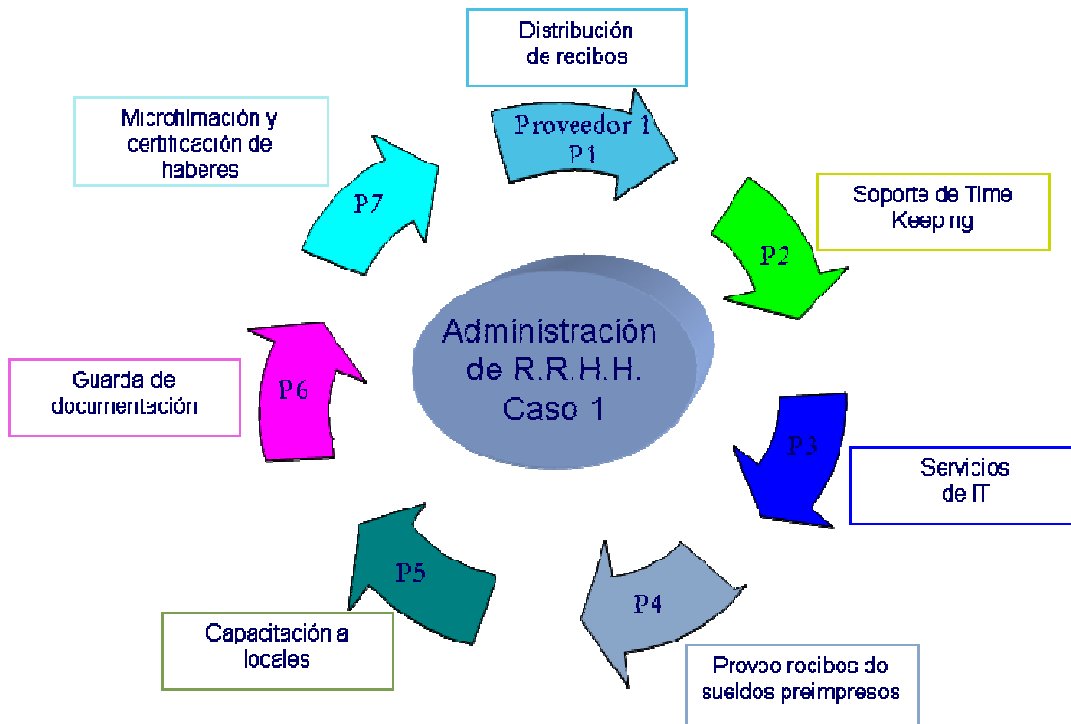 Distribución
de recibos
Proveedor 1
P1
Soporte de Time
Keeping
P2
Servicios
de IT
P3
Provee recibos de
sueldos preimpresos
P4
Capacitación a
locales
P5
Guarda de
documentación
P6
Microfilmación y
certificación de
haberes
P7
Administración
de R.R.H.H.
Caso 1